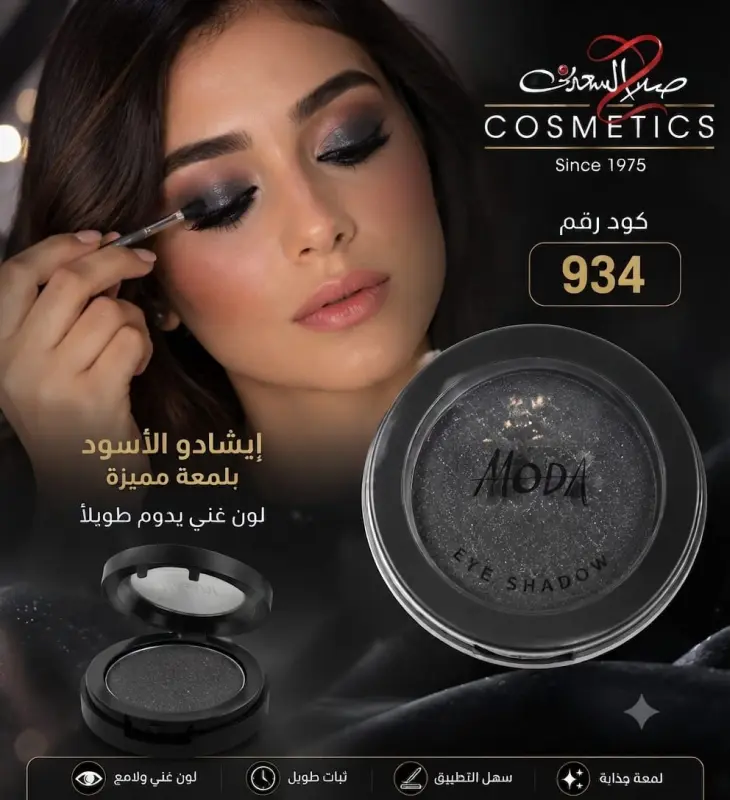 صلاح السعدني
COSMETICS
Since 1975
كود رقم
934
إيشادو الأسود
بلمعة مميزة
لون غني يدوم طويلاً
MODA
EYE SHADOW
لمعة جذابة
سهل التطبيق
ثبات طويل
لون غني ولامع